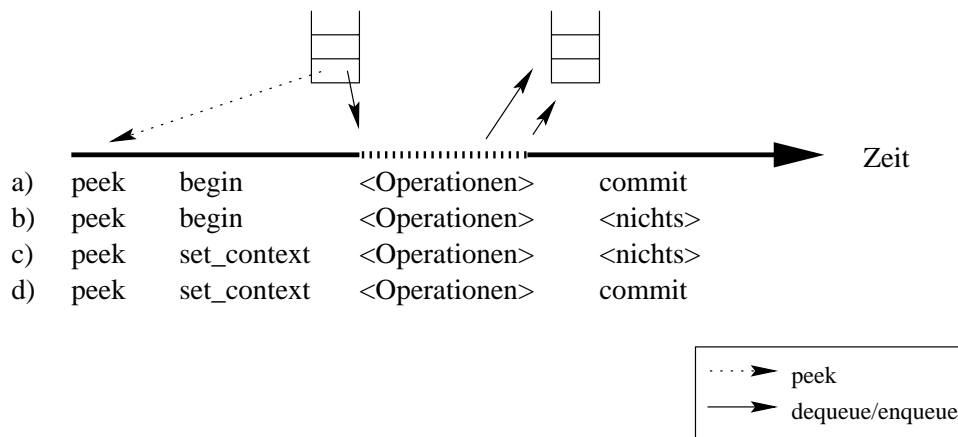 Zeit
a) peek begin <Operationen> commit
b) peek begin <Operationen> <nichts>
c) peek set_context <Operationen> <nichts>
d) peek set_context <Operationen> commit
peek
dequeue/enqueue